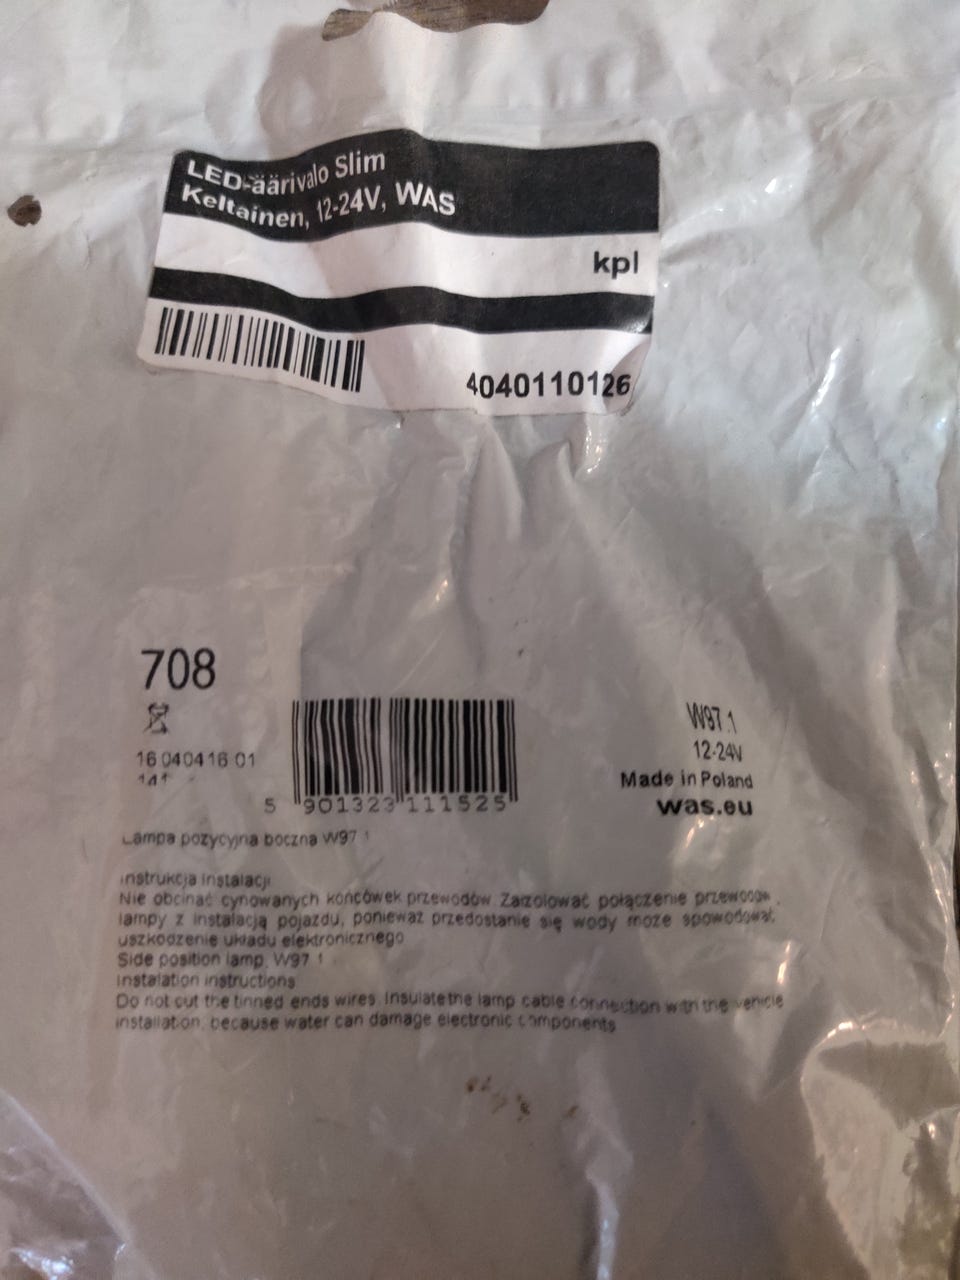 LED-äärivalo Slim
Keltainen, 12-24V, WAS
kpl
4040110126
708
W97.1
12-24V
16 040416 01
Made in Poland
141
was.eu
5 901323 111525
Lampa pozycyjna boczna W97 1
Instrukcja Instalacji
Nie obcinać cynowanych końcówek przewodów. Zaizolować połączenie przewodów
lampy z instalacją pojazdu, ponieważ przedostanie się wody może spowodować
uszkodzenie układu elektronicznego
Side position lamp, W97 1
Instalation instructions
Do not cut the tinned ends wires. Insulate the lamp cable connection with the vehicle
installation, because water can damage electronic components